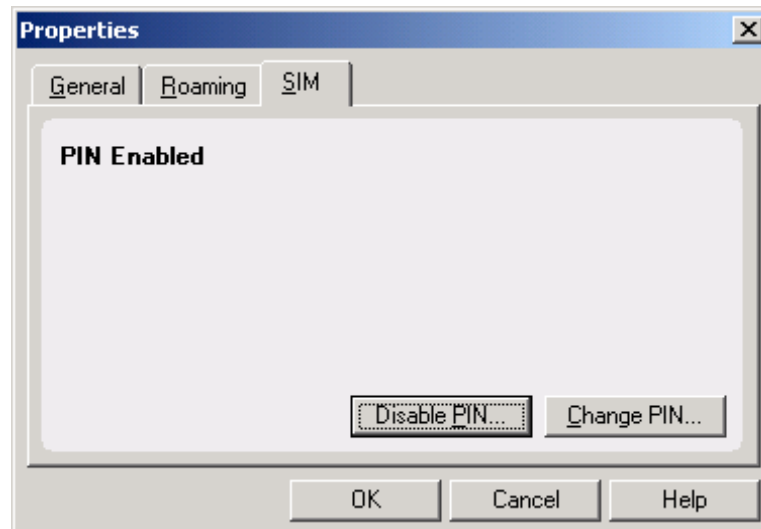 Properties
General Roaming SIM
PIN Enabled
Disable PIN... Change PIN...
OK Cancel Help